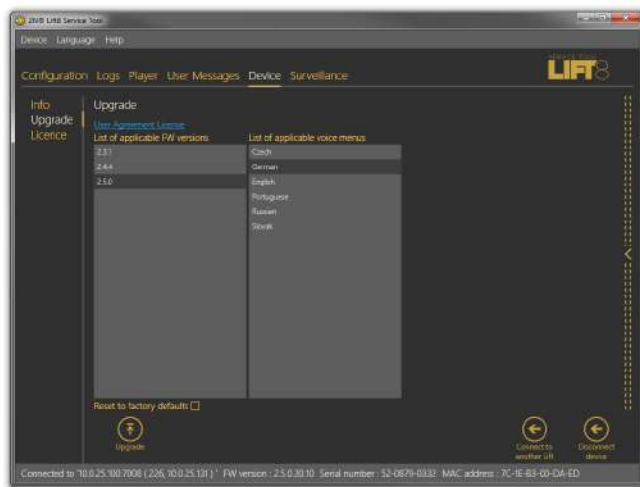 2N® Lift8 Service Tool
Device Language Help
SERVICE TOOL
LIFT8
Configuration Logs Player User Messages Device Surveillance
Info
Upgrade
Licence
Upgrade
User Agreement License
List of applicable FW versions
List of applicable voice menus
2.3.1
2.4.4
2.5.0
Czech
German
English
Portuguese
Russian
Slovak
Reset to factory defaults
Upgrade
Connect to
another Lift
Disconnect
device
Connected to "10.0.25.100:7008 ( 226, 10.0.25.131 ) " FW version : 2.5.0.30.10 Serial number : 52-0879-0332 MAC address : 7C-1E-B3-00-DA-ED